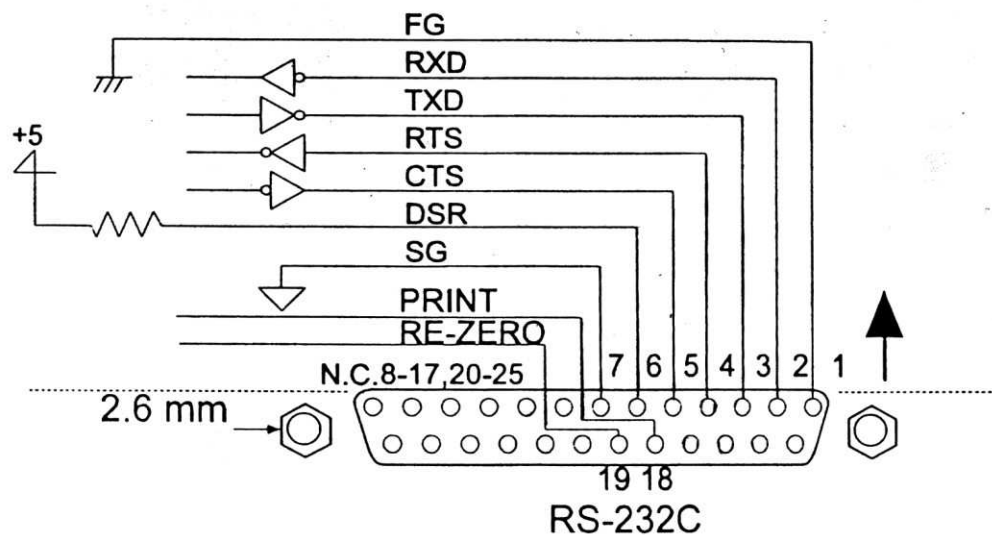 FG
RXD
TXD
RTS
+5
CTS
DSR
SG
PRINT
RE-ZERO
N.C.8-17,20-25
7 6 5 4 3 2 1
2.6 mm
19 18
RS-232C